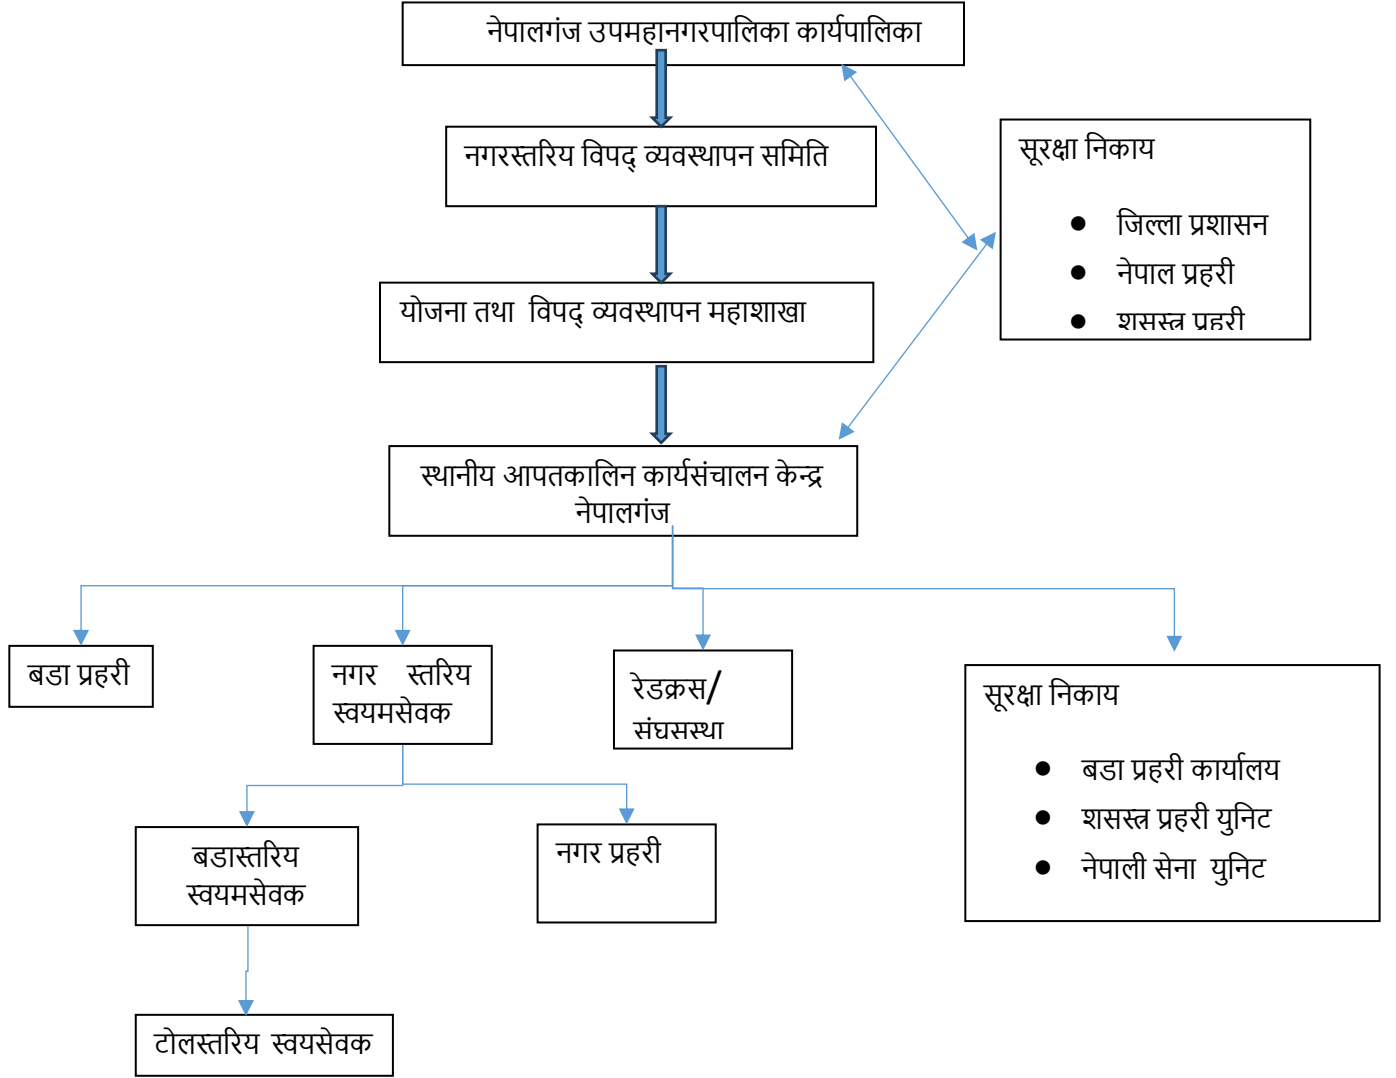 नेपालगंज उपमहानगरपालिका कार्यपालिका
नगरस्तरिय विपद् व्यवस्थापन समिति
सूरक्षा निकाय
● जिल्ला प्रशासन
● नेपाल प्रहरी
● शसस्त्र प्रहरी
योजना तथा विपद् व्यवस्थापन महाशाखा
स्थानीय आपतकालिन कार्यसंचालन केन्द्र
नेपालगंज
बडा प्रहरी
नगर स्तरिय
स्वयमसेवक
रेडक्रस/
संघसस्था
सूरक्षा निकाय
● बडा प्रहरी कार्यालय
● शसस्त्र प्रहरी युनिट
● नेपाली सेना युनिट
बडास्तरिय
स्वयमसेवक
नगर प्रहरी
टोलस्तरिय स्वयसेवक